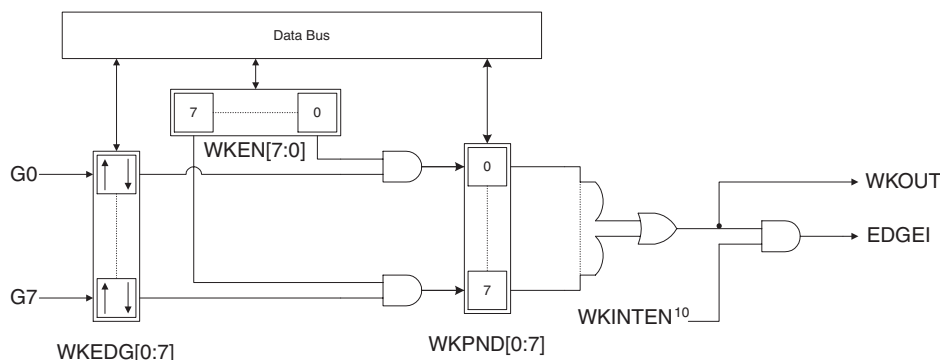 Data Bus
7 0
WKEN[7:0]
G0
0
WKOUT
EDGEI
G7
7
WKINTEN¹⁰
WKEDG[0:7]
WKPND[0:7]